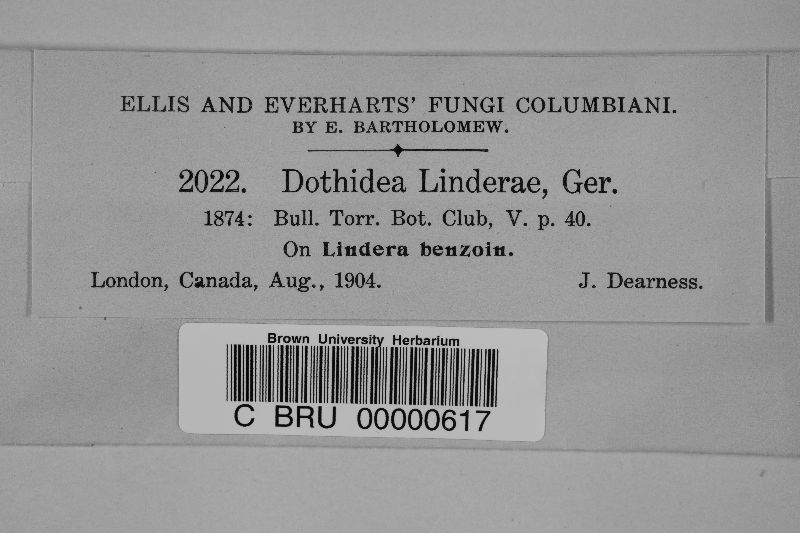 ELLIS AND EVERHARTS' FUNGI COLUMBIANI.
BY E. BARTHOLOMEW.
2022. Dothidea Linderae, Ger.
1874: Bull. Torr. Bot. Club, V. p. 40.
On Lindera benzoin.
London, Canada, Aug., 1904. J. Dearness.
Brown University Herbarium
C BRU 00000617